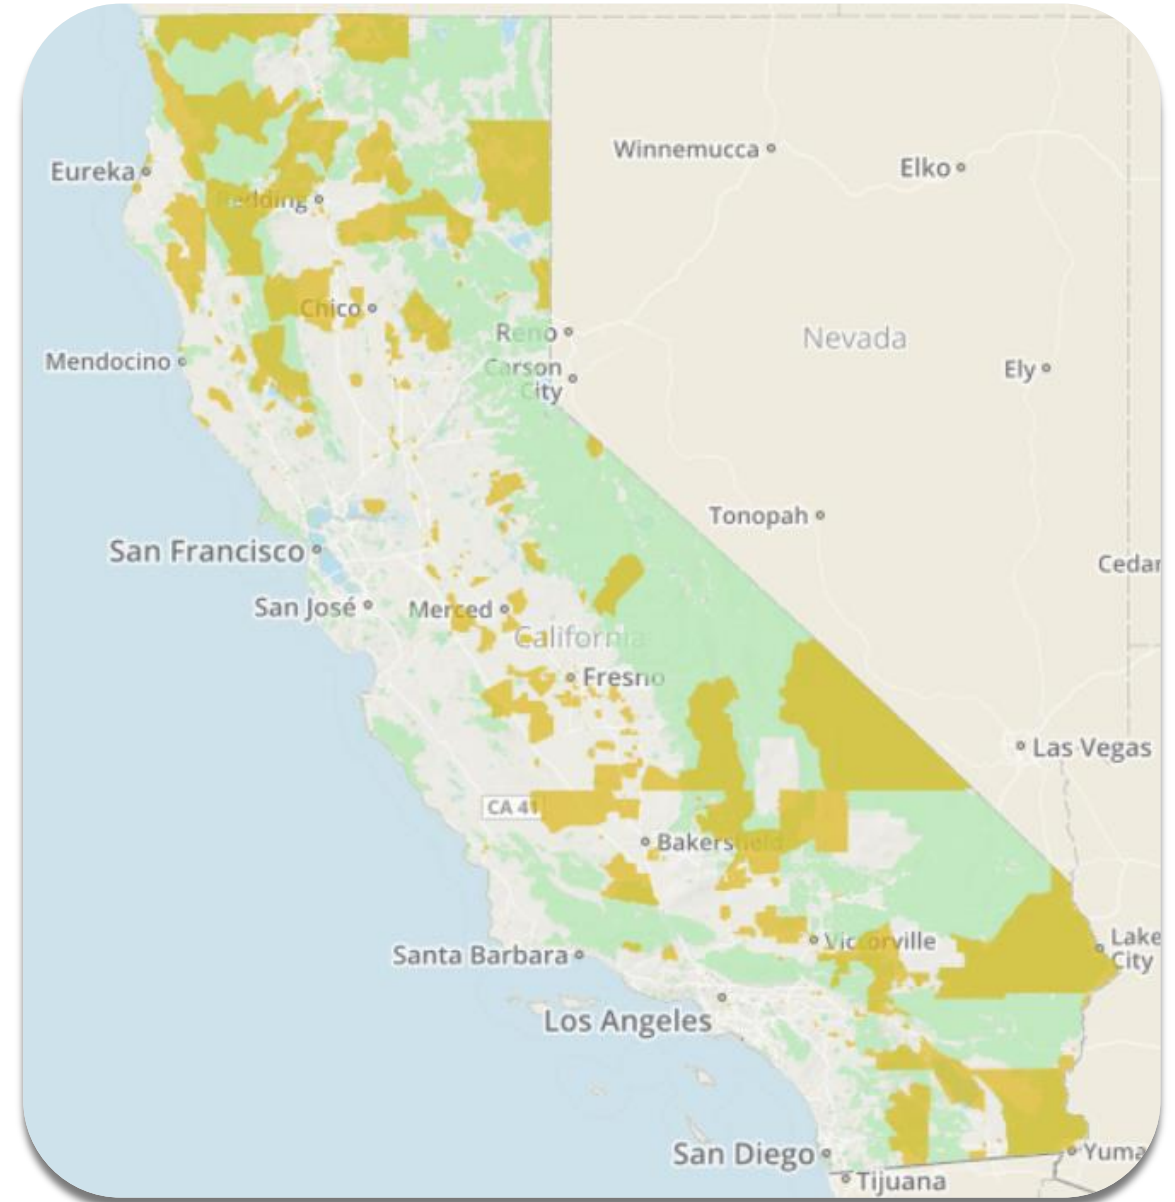 Winnemucca
Elko
Eureka
Redding
Chico
Reno
Nevada
Mendocino
Carson
City
Ely
Tonopah
San Francisco
Cedar
San José
Merced
California
Fresno
Las Vegas
CA 41
Bakersfield
Victorville
Lake
City
Santa Barbara
Los Angeles
San Diego
Yuma
Tijuana